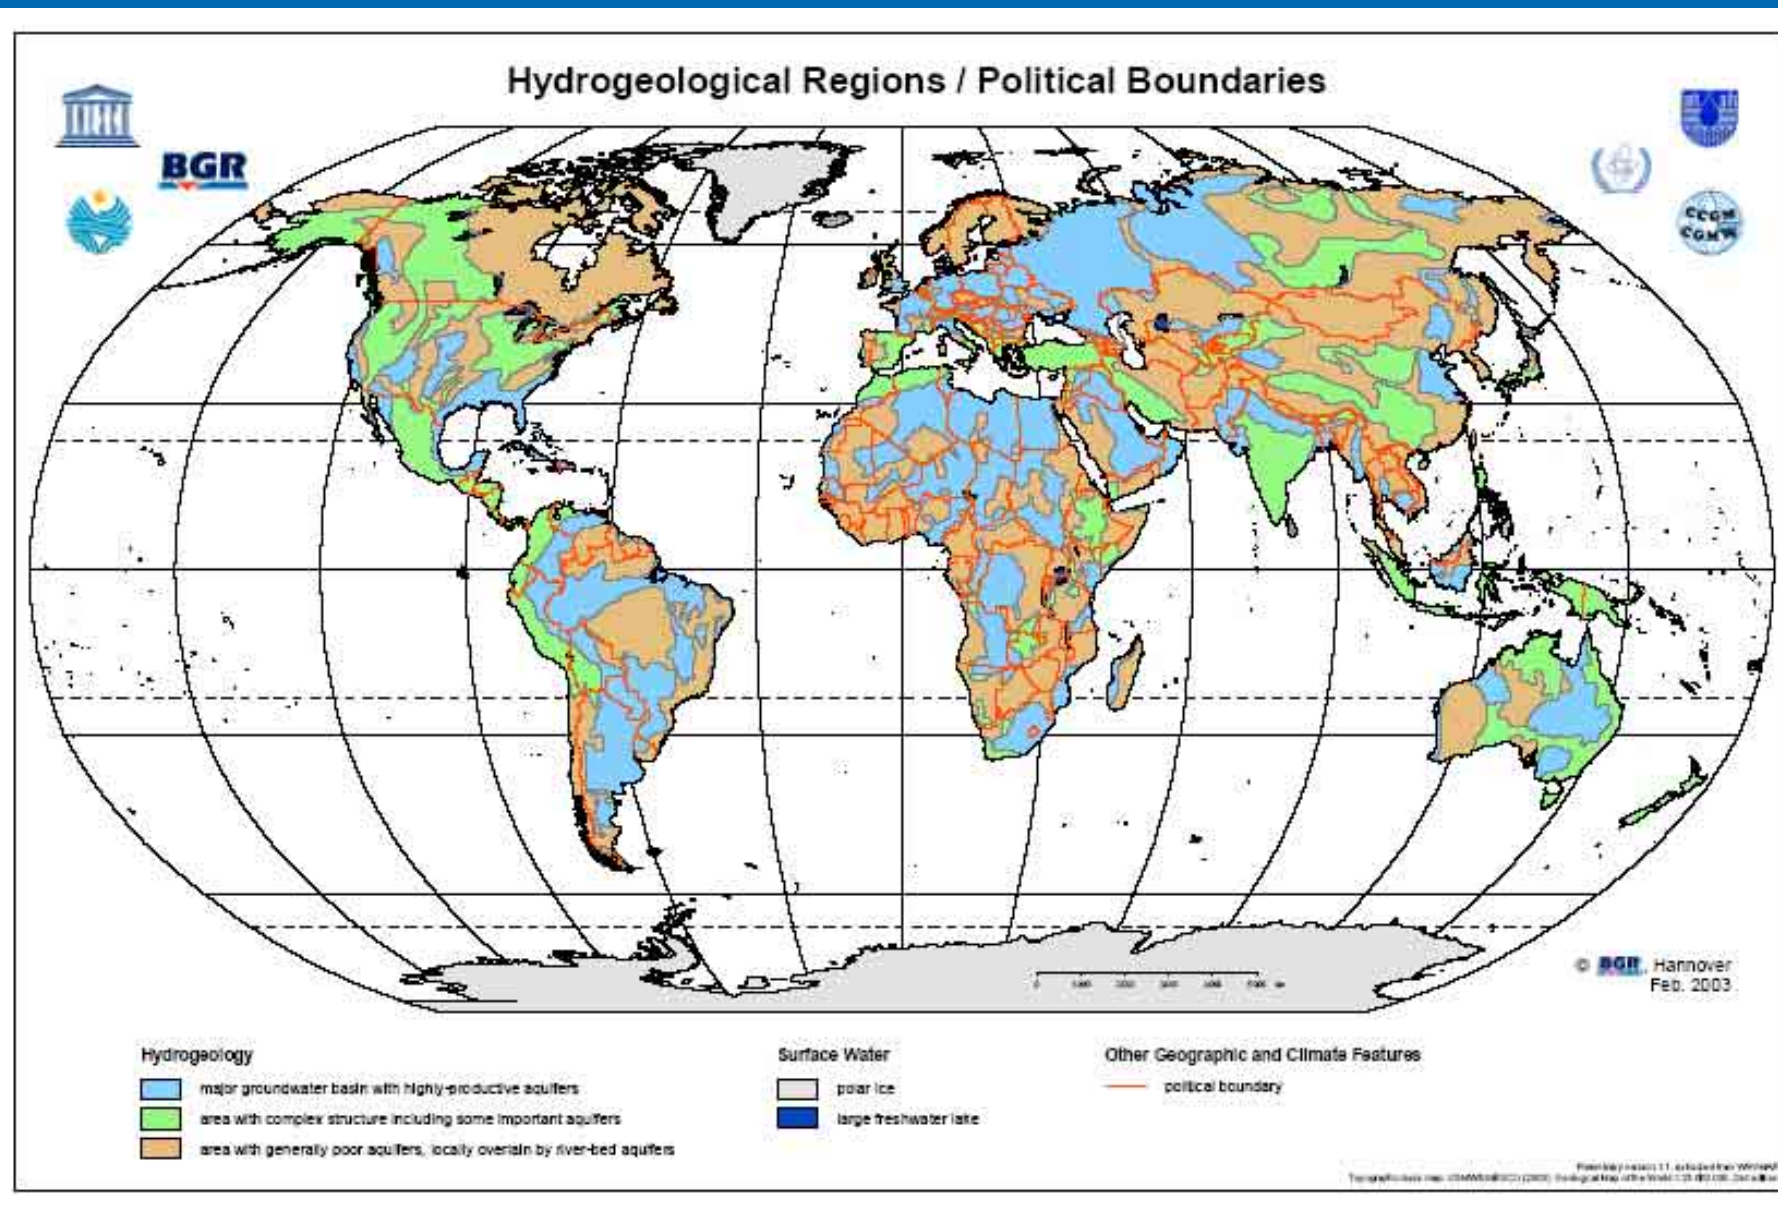 Hydrogeological Regions / Political Boundaries
BGR
CCGM
CGMW
© BGR, Hannover
Feb. 2003
Hydrogeology
major groundwater basin with highly-productive aquifers
area with complex structure including some important aquifers
area with generally poor aquifers, locally overlain by river-bed aquifers
Surface Water
polar ice
large freshwater lake
Other Geographic and Climate Features
political boundary